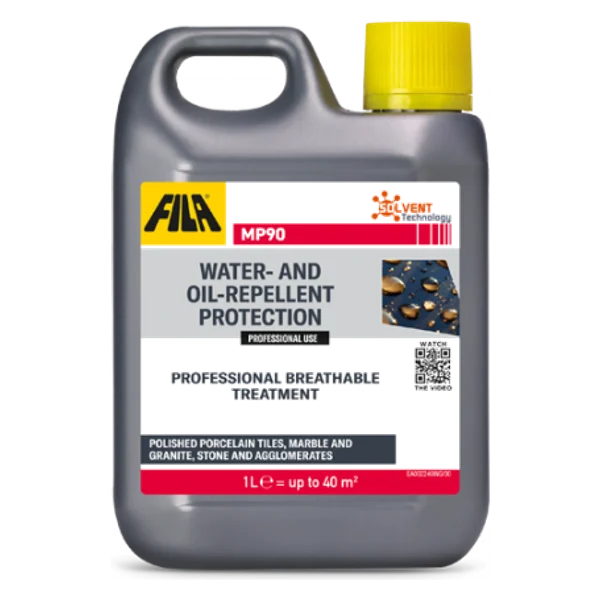 FILA®
SOLVENT
Technology
MP90
WATER- AND
OIL-REPELLENT
PROTECTION
PROFESSIONAL USE
WATCH
THE VIDEO
PROFESSIONAL BREATHABLE
TREATMENT
POLISHED PORCELAIN TILES, MARBLE AND
GRANITE, STONE AND AGGLOMERATES
1L℮ = up to 40 m²